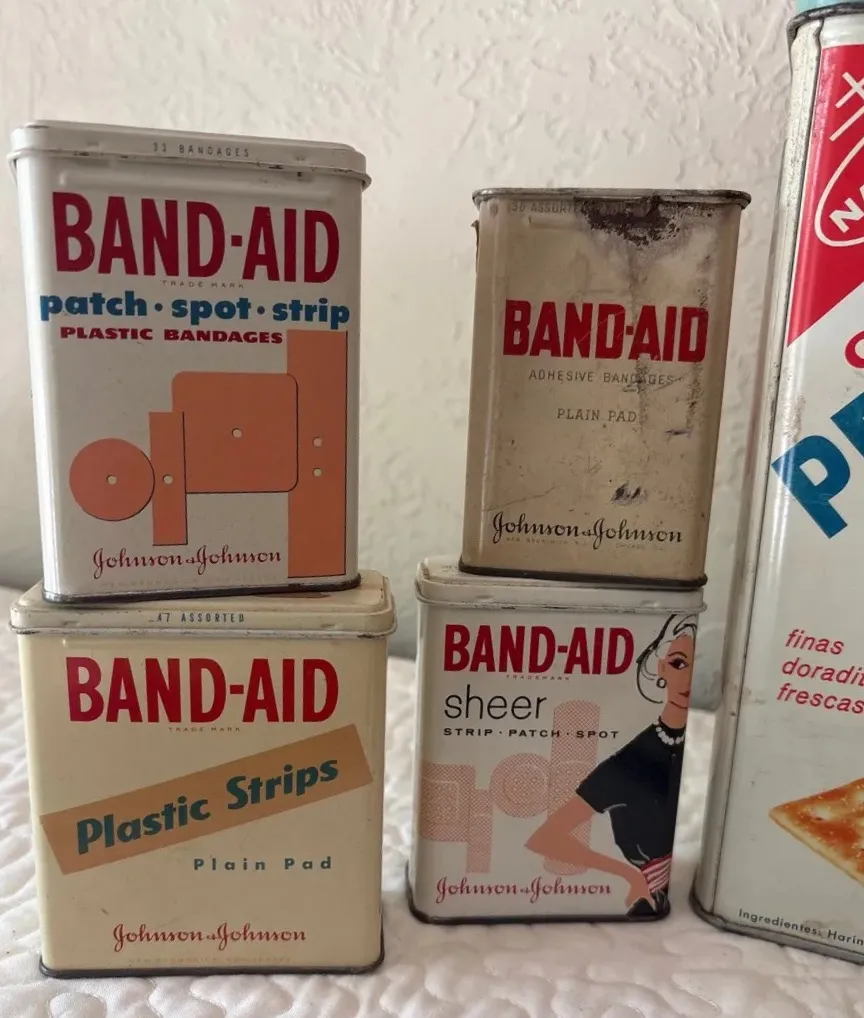 33 BANDAGES
BAND-AID
TRADE MARK
patch · spot · strip
PLASTIC BANDAGES
Johnson & Johnson
BAND-AID
ADHESIVE BANDAGES
PLAIN PAD
Johnson & Johnson
47 ASSORTED
BAND-AID
TRADE MARK
Plastic Strips
Plain Pad
Johnson & Johnson
BAND-AID
TRADEMARK
sheer
STRIP · PATCH · SPOT
Johnson & Johnson
finas
doradit
frescas
Ingredientes: Harin